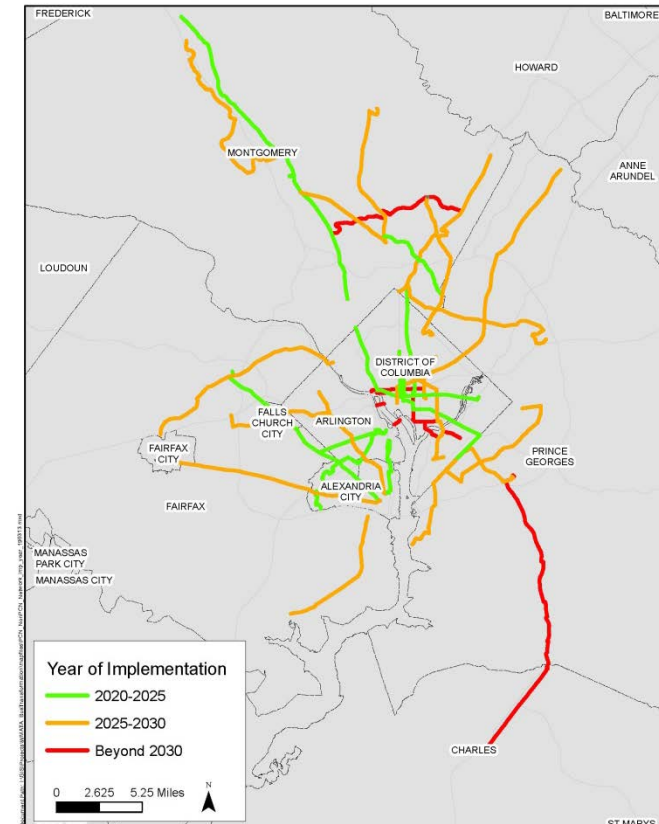 FREDERICK
BALTIMORE
HOWARD
MONTGOMERY
ANNE
ARUNDEL
LOUDOUN
DISTRICT OF
COLUMBIA
FALLS
CHURCH
CITY
ARLINGTON
FAIRFAX
CITY
PRINCE
GEORGES
ALEXANDRIA
CITY
FAIRFAX
MANASSAS
PARK CITY
MANASSAS CITY
Year of Implementation
2020-2025
2025-2030
Beyond 2030
N
0 2.625 5.25 Miles
CHARLES
ST MARYS